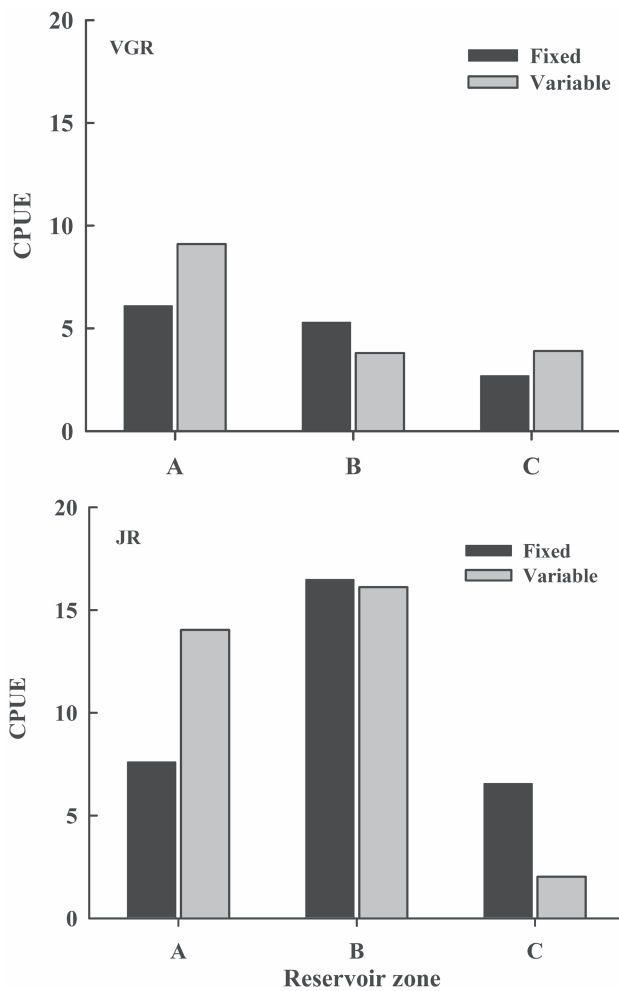 20
VGR
Fixed
Variable
15
CPUE
10
5
0
A B C
20
JR
Fixed
Variable
15
CPUE
10
5
0
A B C
Reservoir zone